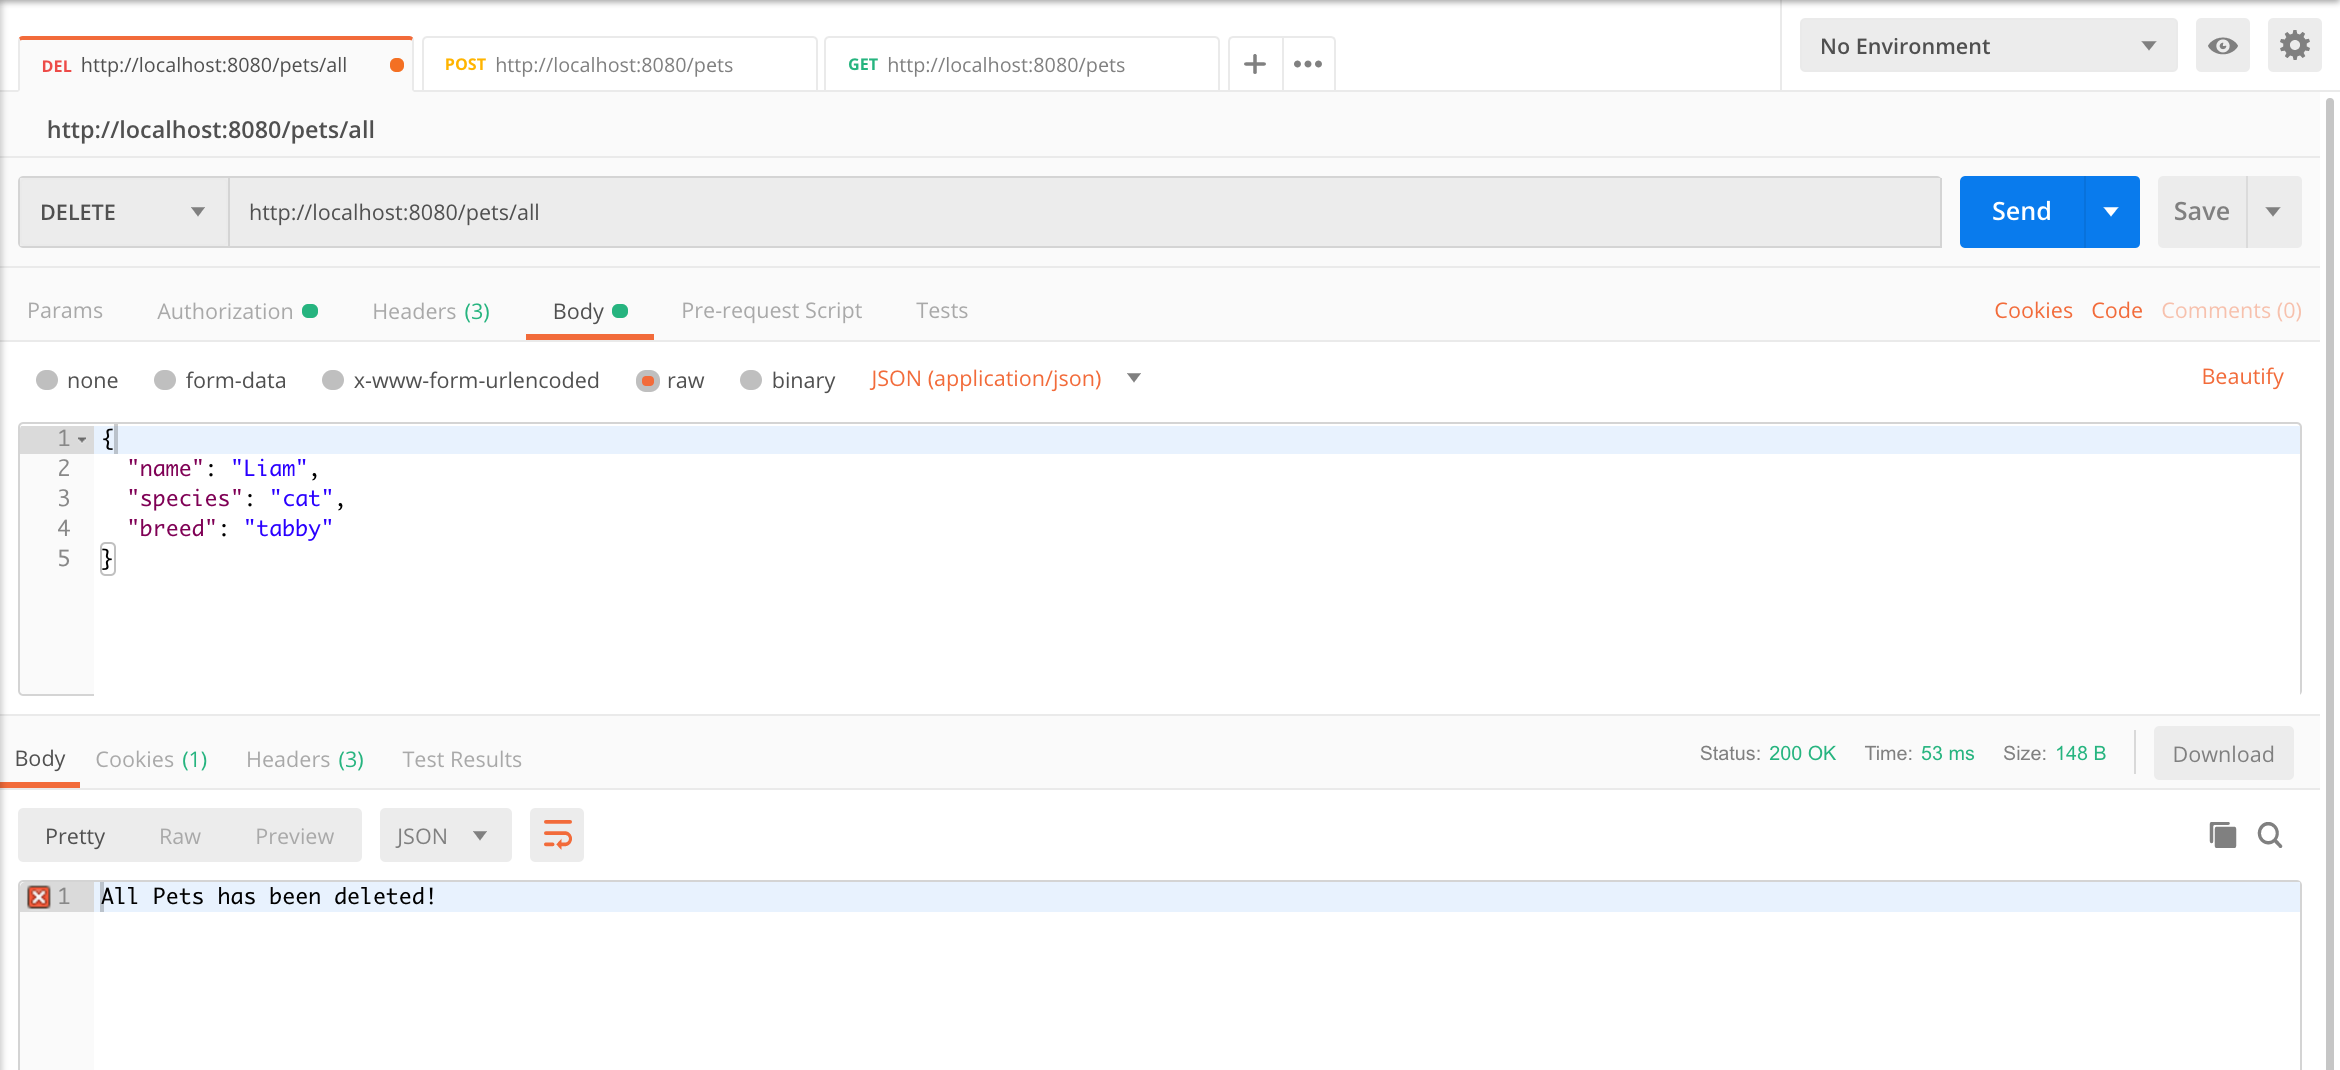 DEL http://localhost:8080/pets/all
POST http://localhost:8080/pets
GET http://localhost:8080/pets
No Environment
http://localhost:8080/pets/all
DELETE
http://localhost:8080/pets/all
Send
Save
Params
Authorization
Headers (3)
Body
Pre-request Script
Tests
Cookies
Code
Comments (0)
none
form-data
x-www-form-urlencoded
raw
binary
JSON (application/json)
Beautify
1 {
2 "name": "Liam",
3 "species": "cat",
4 "breed": "tabby"
5 }
Body
Cookies (1)
Headers (3)
Test Results
Status: 200 OK
Time: 53 ms
Size: 148 B
Download
Pretty
Raw
Preview
JSON
1 All Pets has been deleted!